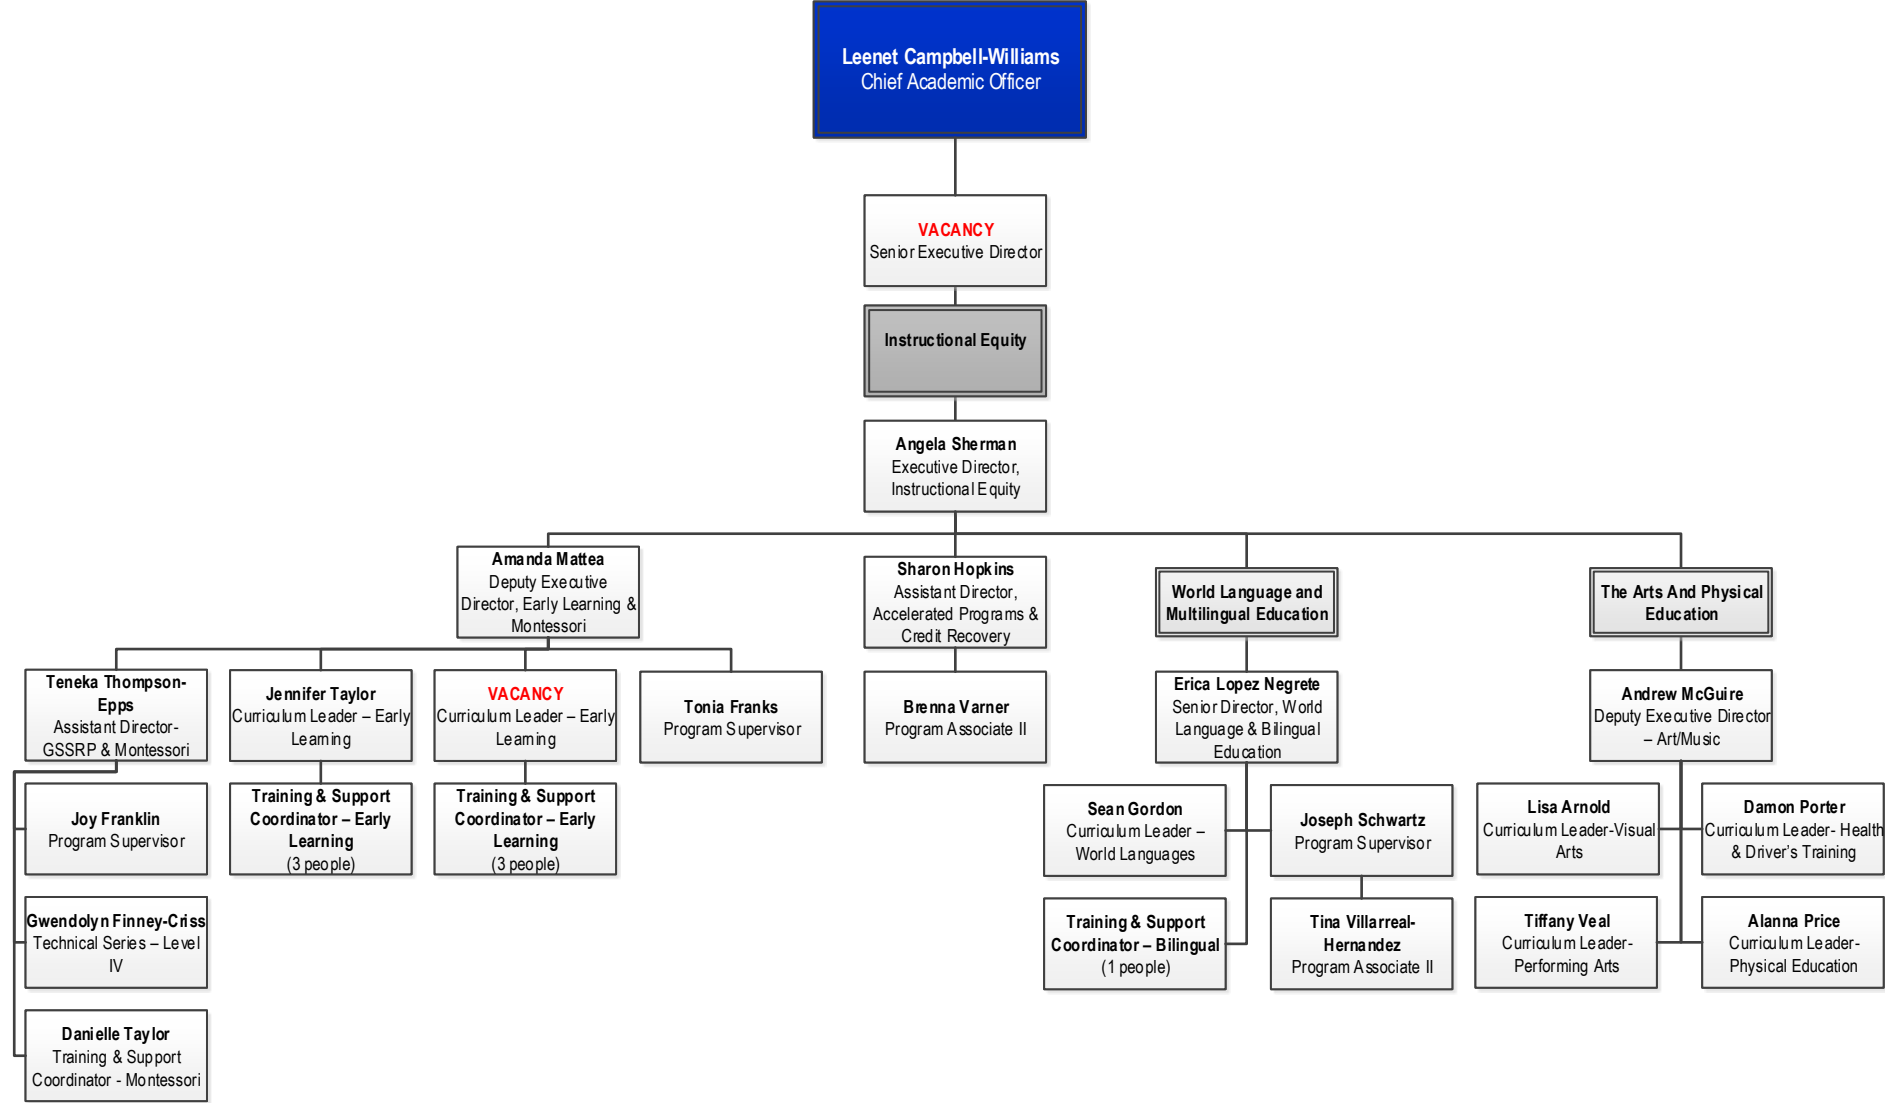 Leenet Campbell-Williams
Chief Academic Officer
VACANCY
Senior Executive Director
Instructional Equity
Angela Sherman
Executive Director,
Instructional Equity
Amanda Mattea
Deputy Executive
Director, Early Learning &
Montessori
Sharon Hopkins
Assistant Director,
Accelerated Programs &
Credit Recovery
World Language and
Multilingual Education
The Arts And Physical
Education
Teneka Thompson-
Epps
Assistant Director-
GSSRP & Montessori
Jennifer Taylor
Curriculum Leader – Early
Learning
VACANCY
Curriculum Leader – Early
Learning
Tonia Franks
Program Supervisor
Brenna Varner
Program Associate II
Erica Lopez Negrete
Senior Director, World
Language & Bilingual
Education
Andrew McGuire
Deputy Executive Director
– Art/Music
Joy Franklin
Program Supervisor
Training & Support
Coordinator – Early
Learning
(3 people)
Training & Support
Coordinator – Early
Learning
(3 people)
Sean Gordon
Curriculum Leader –
World Languages
Joseph Schwartz
Program Supervisor
Lisa Arnold
Curriculum Leader-Visual
Arts
Damon Porter
Curriculum Leader- Health
& Driver’s Training
Gwendolyn Finney-Criss
Technical Series – Level
IV
Training & Support
Coordinator – Bilingual
(1 people)
Tina Villarreal-
Hernandez
Program Associate II
Tiffany Veal
Curriculum Leader-
Performing Arts
Alanna Price
Curriculum Leader-
Physical Education
Danielle Taylor
Training & Support
Coordinator - Montessori